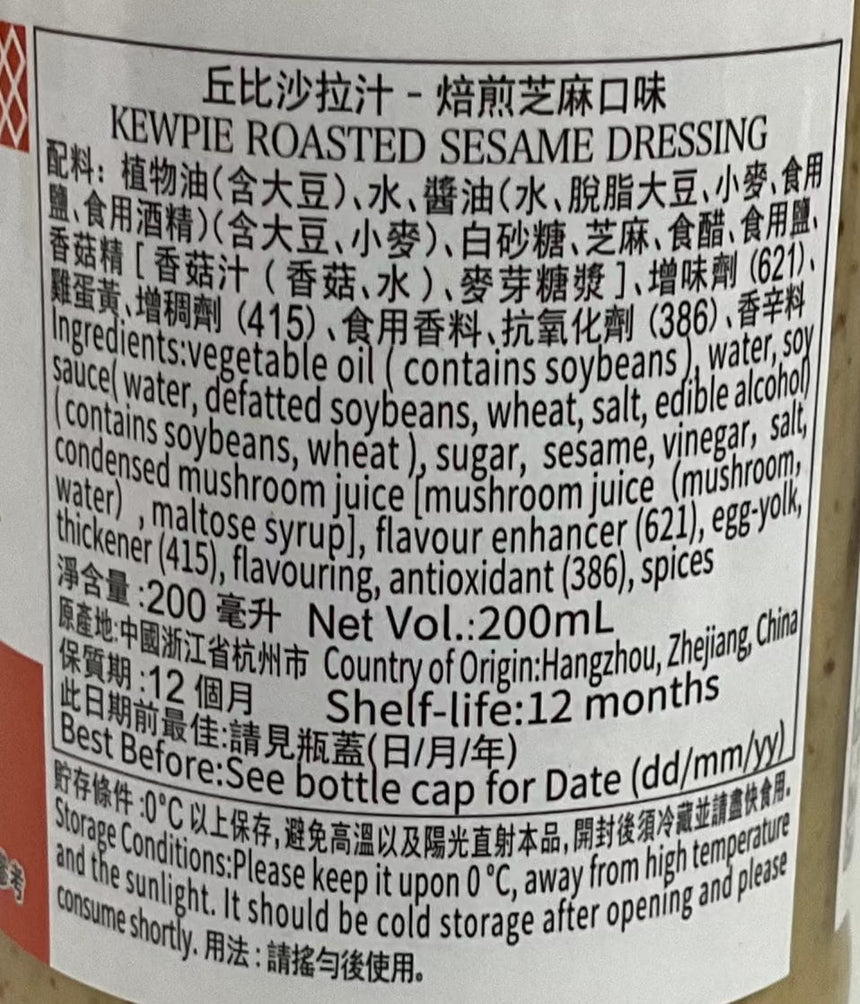 丘比沙拉汁 - 焙煎芝麻口味
KEWPIE ROASTED SESAME DRESSING
配料：植物油(含大豆)、水、醬油(水、脫脂大豆、小麥、食用
鹽、食用酒精)(含大豆、小麥)、白砂糖、芝麻、食醋、食用鹽、
香菇精 [ 香菇汁 ( 香菇、水 )、麥芽糖漿 ]、增味劑 (621)、
雞蛋黃、增稠劑 (415)、食用香料、抗氧化劑 (386)、香辛料
Ingredients:vegetable oil ( contains soybeans ), water, soy
sauce( water, defatted soybeans, wheat, salt, edible alcohol)
( contains soybeans, wheat ), sugar, sesame, vinegar, salt,
condensed mushroom juice [mushroom juice (mushroom,
water) , maltose syrup], flavour enhancer (621), egg-yolk,
thickener (415), flavouring, antioxidant (386), spices
淨含量 :200 毫升 Net Vol.:200mL
原產地:中國浙江省杭州市 Country of Origin:Hangzhou, Zhejiang, China
保質期 :12 個月 Shelf-life:12 months
此日期前最佳:請見瓶蓋(日/月/年)
Best Before:See bottle cap for Date (dd/mm/yy)
貯存條件 :0°C 以上保存, 避免高溫以及陽光直射本品, 開封後須冷藏並請盡快食用.
Storage Conditions:Please keep it upon 0 °C, away from high temperature
and the sunlight. It should be cold storage after opening and please
consume shortly. 用法 : 請搖勻後使用。